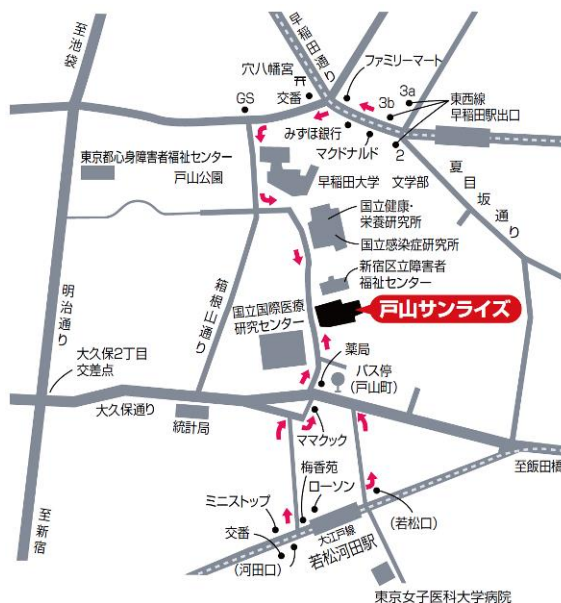 至池袋
早稲田通り
ファミリーマート
穴八幡宮
交番
GS
3a
3b
東西線
早稲田駅出口
みずほ銀行
マクドナルド
2
東京都心身障害者福祉センター
戸山公園
早稲田大学 文学部
夏目坂通り
国立健康・
栄養研究所
国立感染症研究所
新宿区立障害者
福祉センター
明治通り
箱根山通り
国立国際医療
研究センター
戸山サンライズ
薬局
バス停
(戸山町)
大久保2丁目
交差点
大久保通り
統計局
ママクック
至飯田橋
梅香苑
ローソン
ミニストップ
(若松口)
至新宿
交番
(河田口)
大江戸線
若松河田駅
東京女子医科大学病院